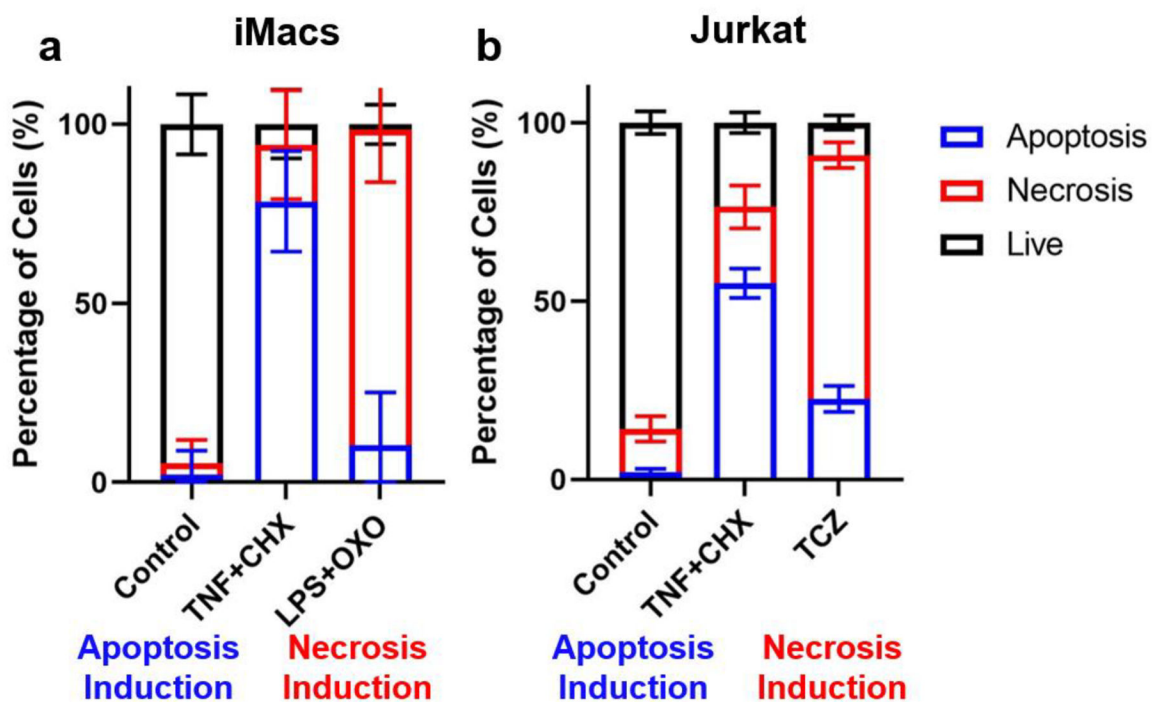 a
iMacs
Percentage of Cells (%)
100
50
0
Control
TNF+CHX
LPS+OXO
Apoptosis
Induction
Necrosis
Induction
b
Jurkat
Percentage of Cells (%)
100
50
0
Control
TNF+CHX
TCZ
Apoptosis
Induction
Necrosis
Induction
Apoptosis
Necrosis
Live